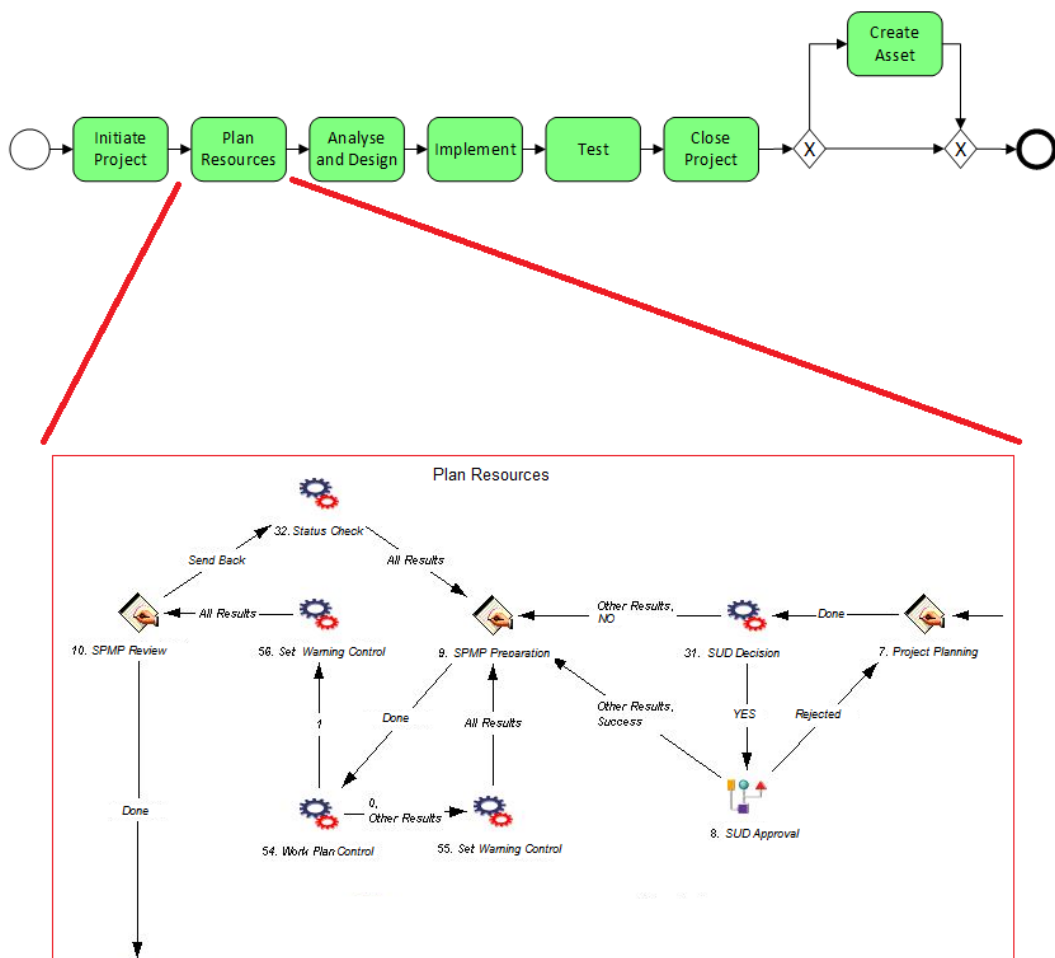 Create
Asset
Initiate
Project
Plan
Resources
Analyse
and Design
Implement
Test
Close
Project
X
X
Plan Resources
32. Status Check
Send Back
All Results
All Results
Other Results,
NO
Done
10. SPMP Review
56. Set Warning Control
9. SPMP Preparation
31. SUD Decision
7. Project Planning
1
Done
All Results
Other Results,
Success
YES
Rejected
Done
0,
Other Results
54. Work Plan Control
55. Set Warning Control
8. SUD Approval